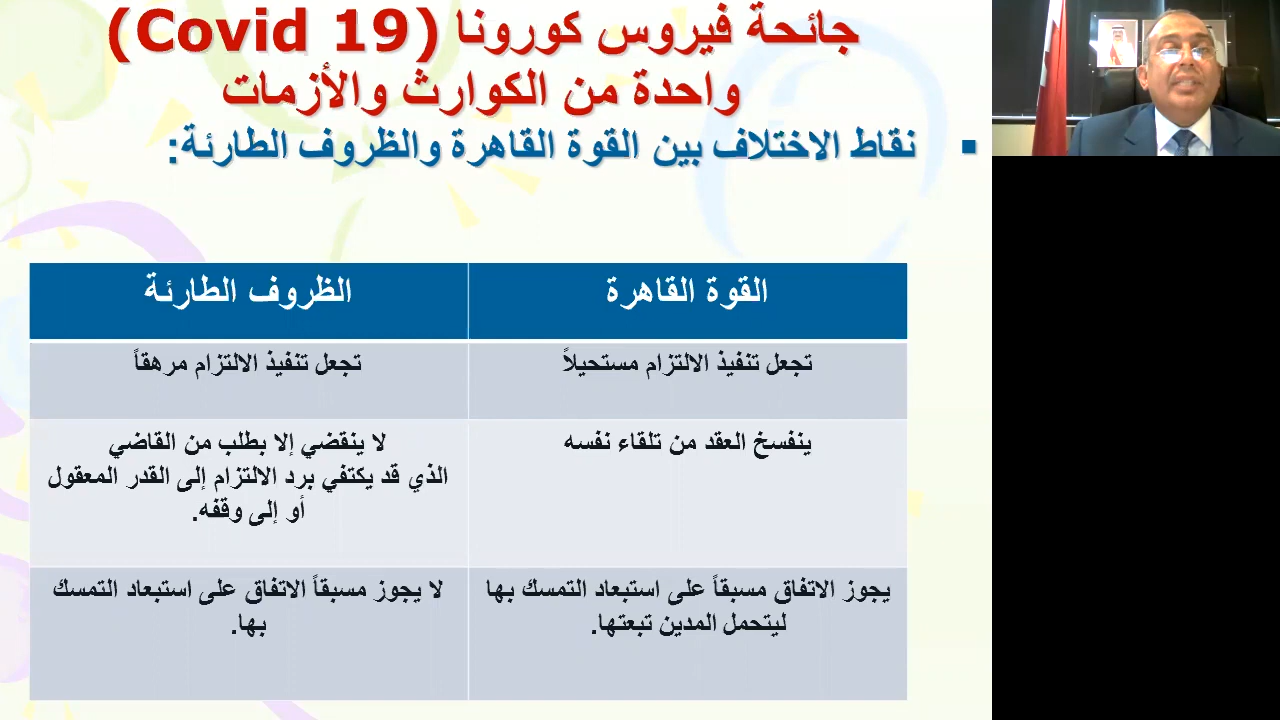 جائحة فيروس كورونا (Covid 19)
واحدة من الكوارث والأزمات
▪ نقاط الاختلاف بين القوة القاهرة والظروف الطارئة:
القوة القاهرة
الظروف الطارئة
تجعل تنفيذ الالتزام مستحيلاً
تجعل تنفيذ الالتزام مرهقاً
ينفسخ العقد من تلقاء نفسه
لا ينقضي إلا بطلب من القاضي
الذي قد يكتفي برد الالتزام إلى القدر المعقول
أو إلى وقفه.
يجوز الاتفاق مسبقاً على استبعاد التمسك بها
ليتحمل المدين تبعتها.
لا يجوز مسبقاً الاتفاق على استبعاد التمسك
بها.